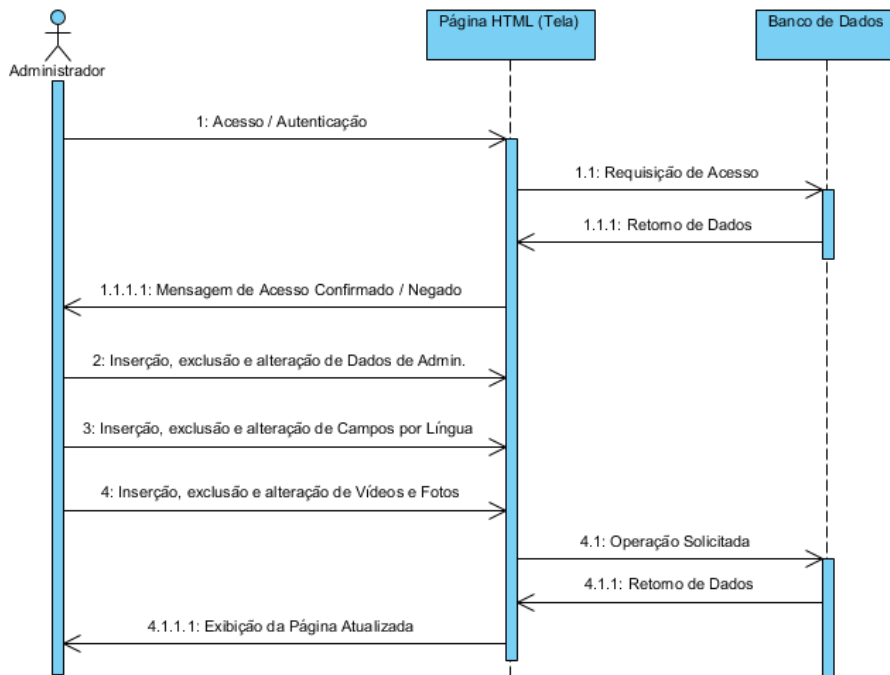 Página HTML (Tela)
Banco de Dados
Administrador
1: Acesso / Autenticação
1.1: Requisição de Acesso
1.1.1: Retorno de Dados
1.1.1.1: Mensagem de Acesso Confirmado / Negado
2: Inserção, exclusão e alteração de Dados de Admin.
3: Inserção, exclusão e alteração de Campos por Língua
4: Inserção, exclusão e alteração de Vídeos e Fotos
4.1: Operação Solicitada
4.1.1: Retorno de Dados
4.1.1.1: Exibição da Página Atualizada